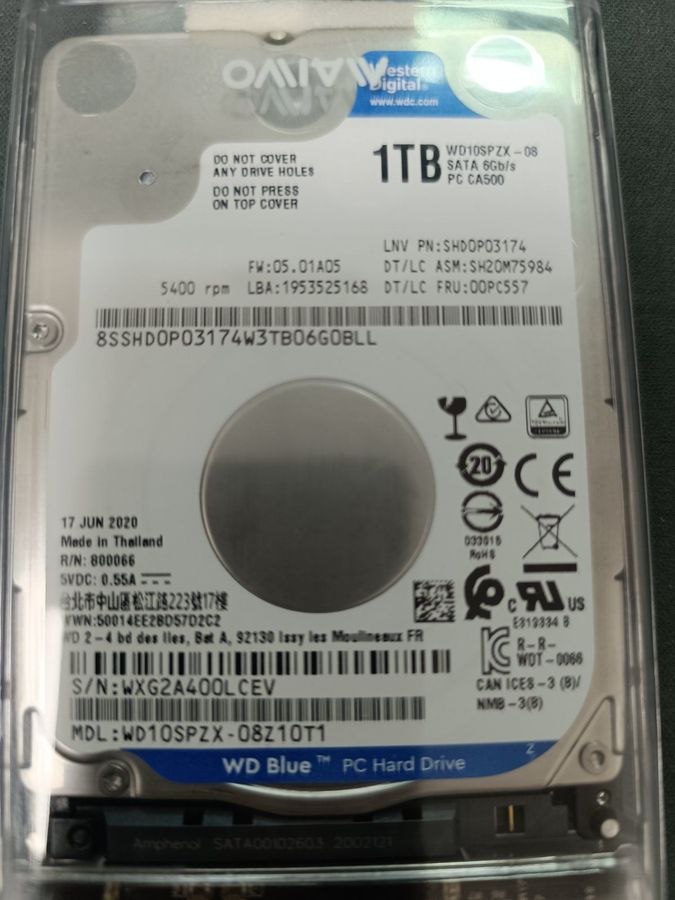 Western
Digital®
www.wdc.com
DO NOT COVER
ANY DRIVE HOLES
DO NOT PRESS
ON TOP COVER
1TB
WD10SPZX-08
SATA 6Gb/s
PC CA500
LNV PN:SHD0P03174
FW:05.01A05 DT/LC ASM:SH20M75984
5400 rpm LBA:1953525168 DT/LC FRU:00PC557
8SSHD0P03174W3TB06G0BLL
20
033018
RoHS
17 JUN 2020
Made in Thailand
R/N: 800066
5VDC: 0.55A
台北市中山區松江路223號17樓
WWN:50014EE2BD57D2C2
WD 2-4 bd des Iles, Bat A, 92130 Issy les Moulineaux FR
CE
c US
E319334 B
R-R-
WDT-0066
CAN ICES-3 (B)/
NMB-3(B)
S/N:WXG2A400LCEV
MDL:WD10SPZX-08Z10T1
WD Blue™ PC Hard Drive
Z
Amphenol SATA00102603 2002121